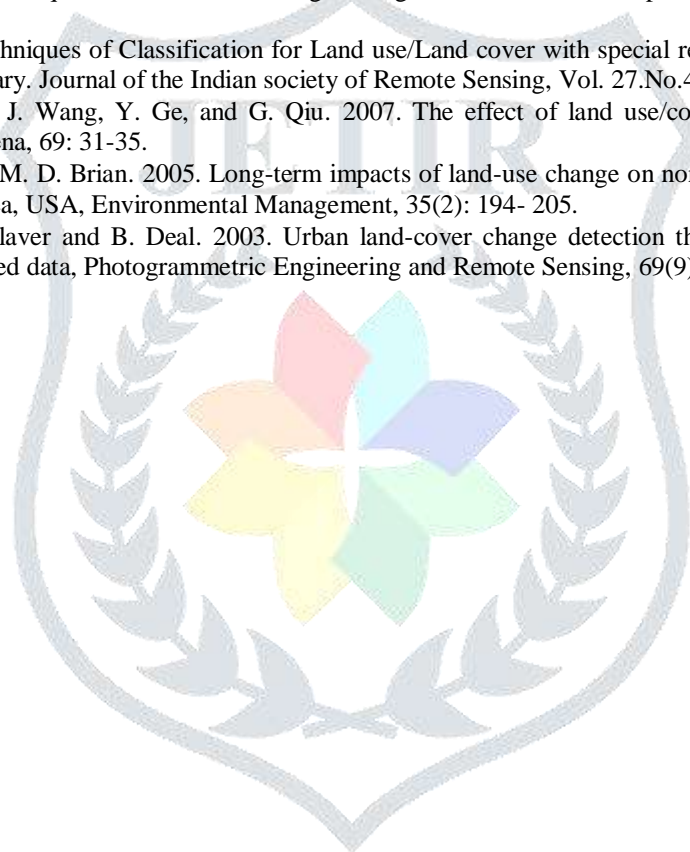 chniques of Classification for Land use/Land cover with special re
ary. Journal of the Indian society of Remote Sensing, Vol. 27.No.4
J. Wang, Y. Ge, and G. Qiu. 2007. The effect of land use/co
ena, 69: 31-35.
M. D. Brian. 2005. Long-term impacts of land-use change on no
a, USA, Environmental Management, 35(2): 194- 205.
laver and B. Deal. 2003. Urban land-cover change detection th
ed data, Photogrammetric Engineering and Remote Sensing, 69(9)
JETIR